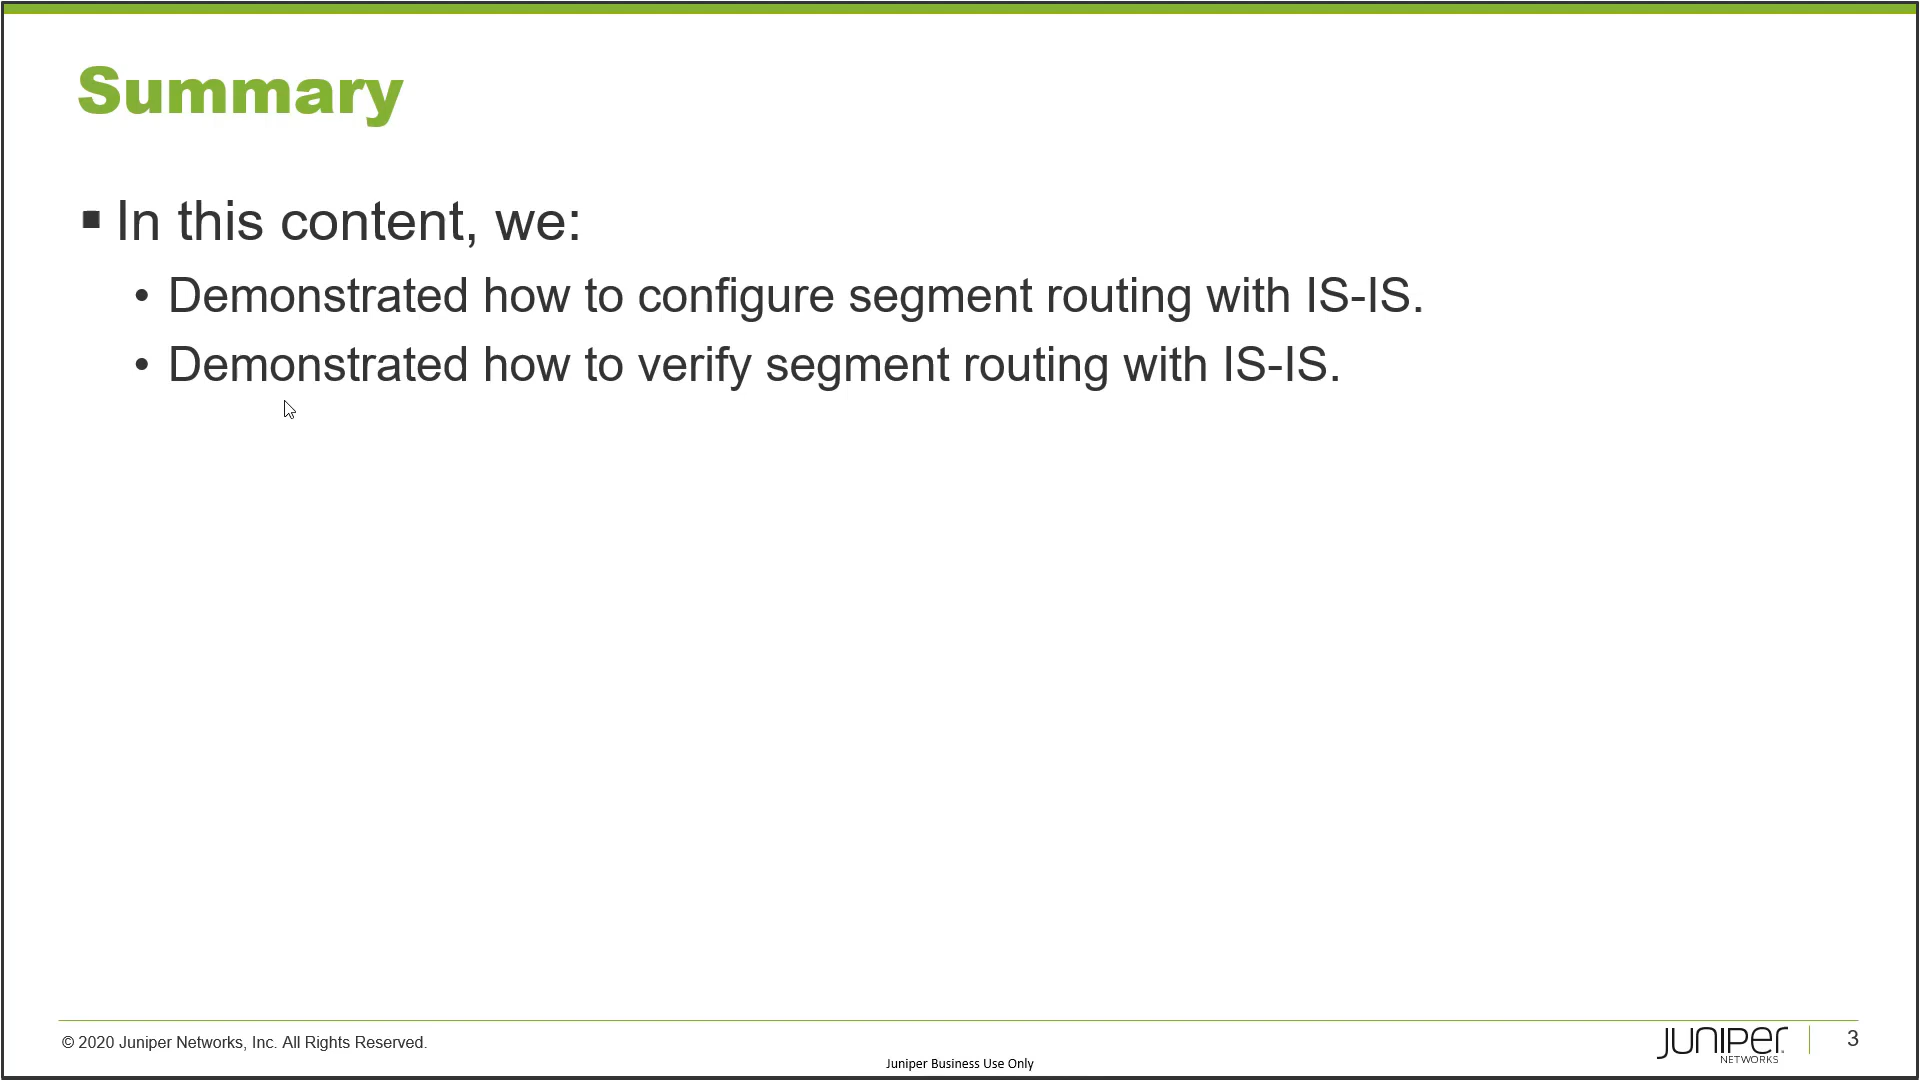 Summary
▪ In this content, we:
• Demonstrated how to configure segment routing with IS-IS.
• Demonstrated how to verify segment routing with IS-IS.
© 2020 Juniper Networks, Inc. All Rights Reserved.
Juniper Business Use Only
JUNIPer
NETWORKS
3